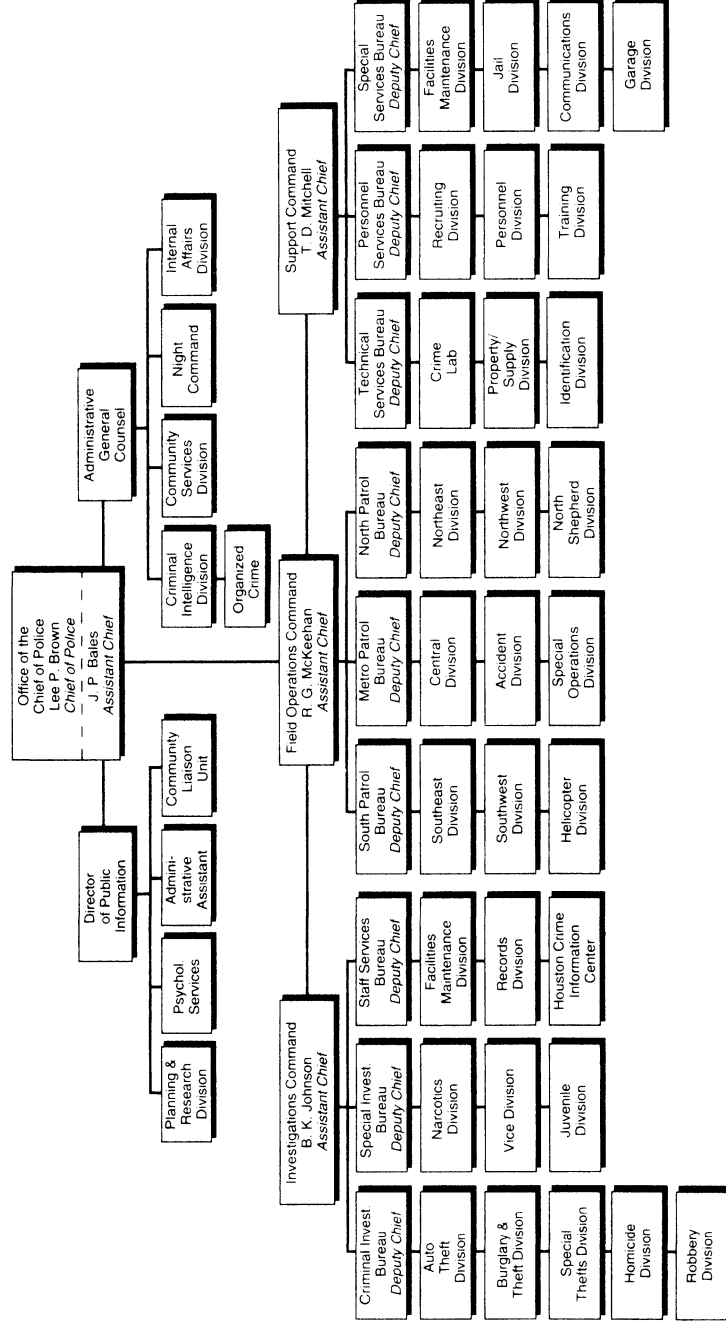 Office of the
Chief of Police
Lee P. Brown
Chief of Police
J. P. Bales
Assistant Chief
Director
of Public
Information
Administrative
General
Counsel
Planning &
Research
Division
Psychol.
Services
Admini-
strative
Assistant
Community
Liaison
Unit
Criminal
Intelligence
Division
Community
Services
Division
Night
Command
Internal
Affairs
Division
Organized
Crime
Investigations Command
B. K. Johnson
Assistant Chief
Field Operations Command
R. G. McKeehan
Assistant Chief
Support Command
T. D. Mitchell
Assistant Chief
Criminal Invest.
Bureau
Deputy Chief
Auto
Theft
Division
Burglary &
Theft Division
Special
Thefts Division
Homicide
Division
Robbery
Division
Special Invest.
Bureau
Deputy Chief
Narcotics
Division
Vice Division
Juvenile
Division
Staff Services
Bureau
Deputy Chief
Facilities
Maintenance
Division
Records
Division
Houston Crime
Information
Center
South Patrol
Bureau
Deputy Chief
Southeast
Division
Southwest
Division
Helicopter
Division
Metro Patrol
Bureau
Deputy Chief
Central
Division
Accident
Division
Special
Operations
Division
North Patrol
Bureau
Deputy Chief
Northeast
Division
Northwest
Division
North
Shepherd
Division
Technical
Services Bureau
Deputy Chief
Crime
Lab
Property/
Supply
Division
Identification
Division
Personnel
Services Bureau
Deputy Chief
Recruiting
Division
Personnel
Division
Training
Division
Special
Services Bureau
Deputy Chief
Facilities
Maintenance
Division
Jail
Division
Communications
Division
Garage
Division